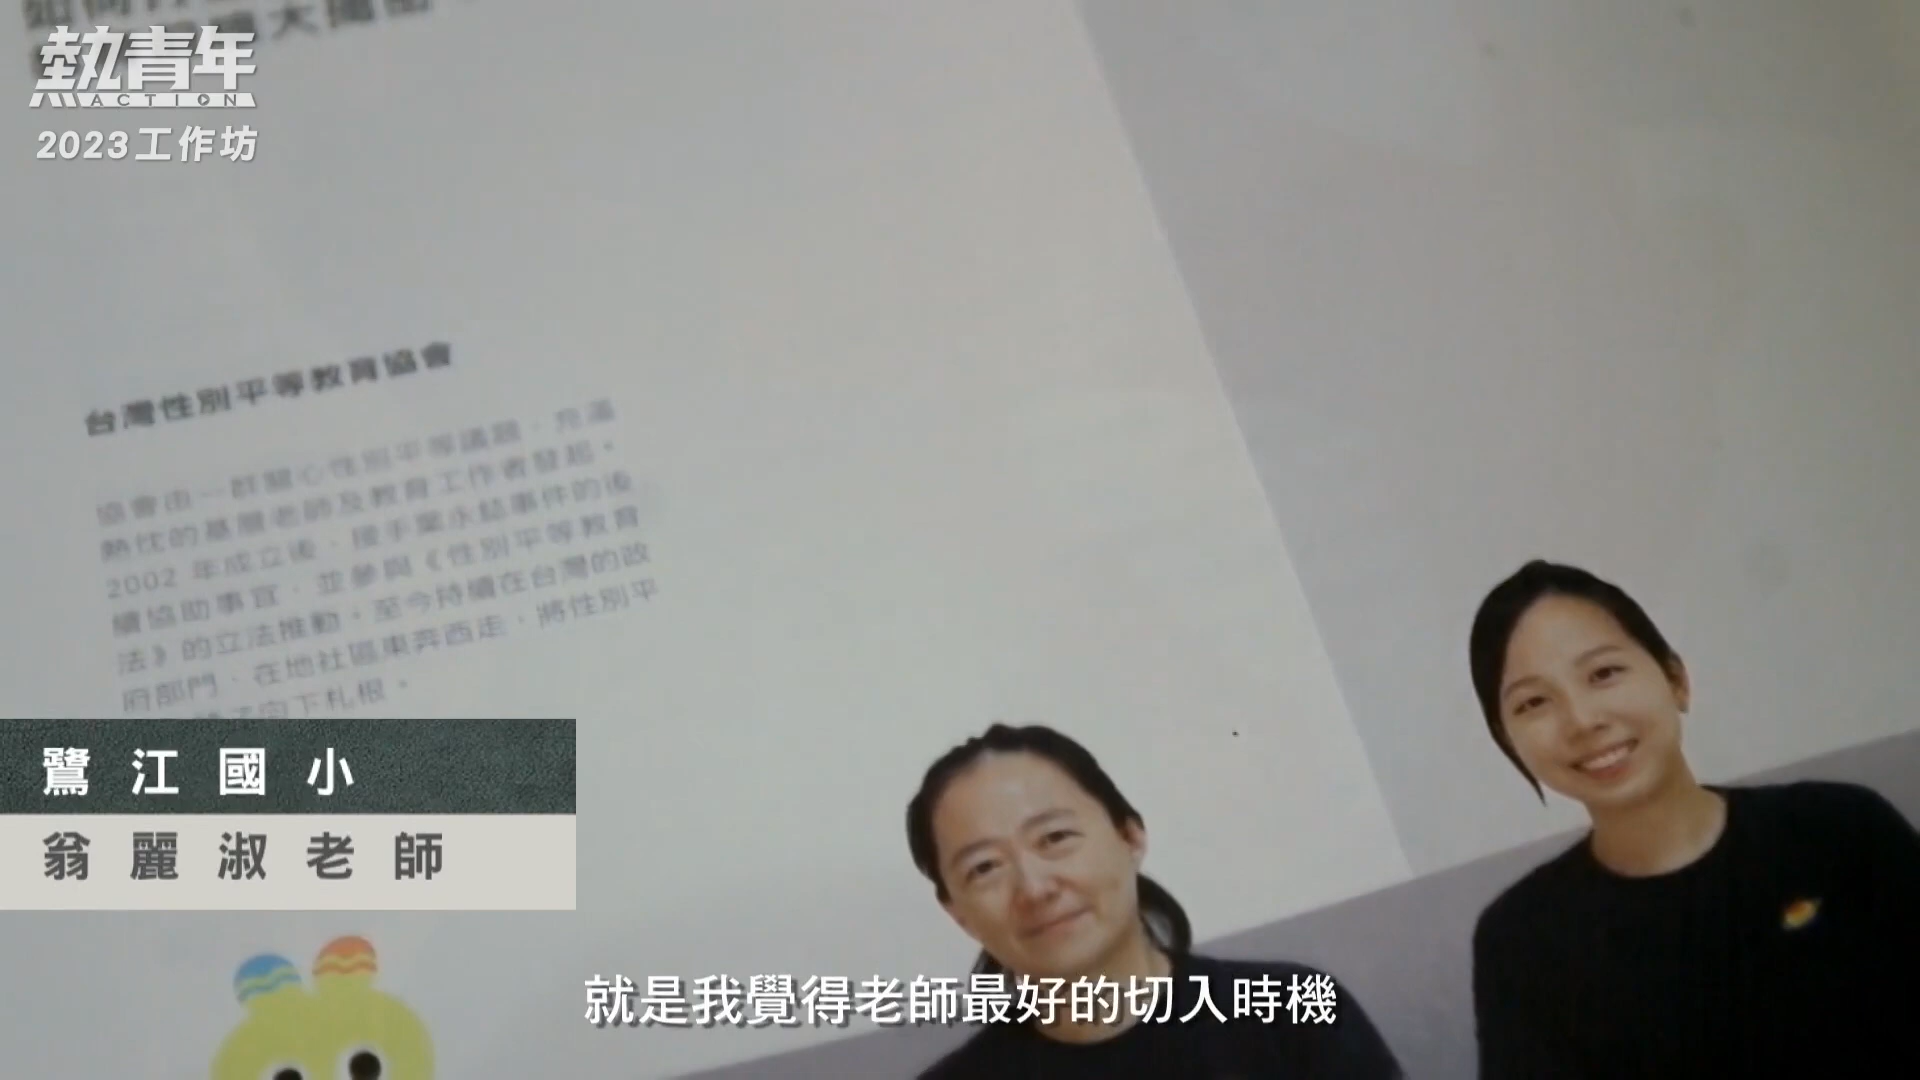 熱青年
ACTION
2023工作坊
台灣性別平等教育協會
協會由一群關心性別平等議題，充滿
熱忱的基層老師及教育工作者發起。
2002 年成立後，接手葉永鋕事件的後
續協助事宜，並參與《性別平等教育
法》的立法推動。至今持續在台灣的政
府部門、在地社區東奔西走，將性別平
向下札根。
鷺江國小
翁麗淑老師
就是我覺得老師最好的切入時機